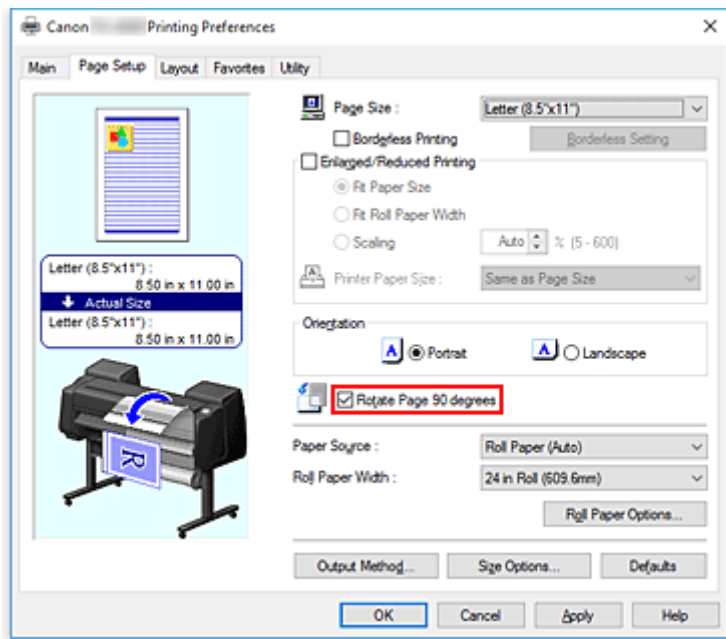 Canon Printing Preferences
Main Page Setup Layout Favorites Utility
Page Size : Letter (8.5"x11")
Borderless Printing Borderless Setting
Enlarged/Reduced Printing
Fit Paper Size
Fit Roll Paper Width
Scaling Auto % (5 - 600)
Printer Paper Size : Same as Page Size
Letter (8.5"x11") :
8.50 in x 11.00 in
Actual Size
Letter (8.5"x11") :
8.50 in x 11.00 in
Orientation
A Portrait A Landscape
Rotate Page 90 degrees
R
Paper Source : Roll Paper (Auto)
Roll Paper Width : 24 in Roll (609.6mm)
Roll Paper Options...
Output Method... Size Options... Defaults
OK Cancel Apply Help